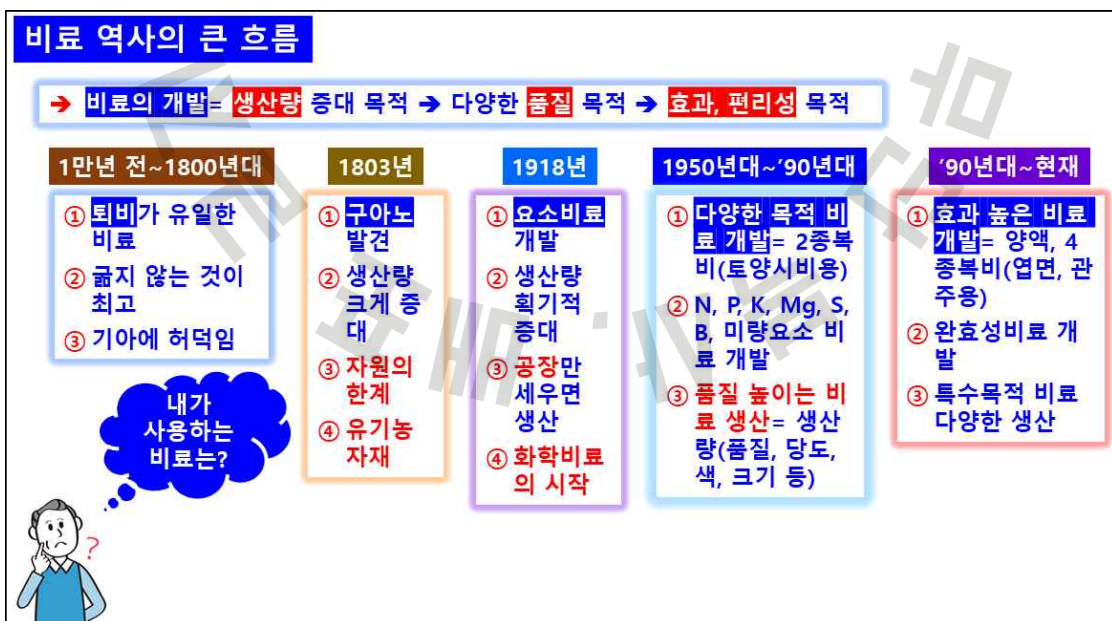 비료 역사의 큰 흐름
➔ 비료의 개발= 생산량 증대 목적 ➔ 다양한 품질 목적 ➔ 효과, 편리성 목적
1만년 전~1800년대
① 퇴비가 유일한
비료
② 굶지 않는 것이
최고
③ 기아에 허덕임
1803년
① 구아노
발견
② 생산량
크게 증
대
③ 자원의
한계
④ 유기농
자재
1918년
① 요소비료
개발
② 생산량
획기적
증대
③ 공장만
세우면
생산
④ 화학비료
의 시작
1950년대~'90년대
① 다양한 목적 비
료 개발= 2종복
비(토양시비용)
② N, P, K, Mg, S,
B, 미량요소 비
료 개발
③ 품질 높이는 비
료 생산= 생산
량(품질, 당도,
색, 크기 등)
'90년대~현재
① 효과 높은 비료
개발= 양액, 4
종복비(엽면, 관
주용)
② 완효성비료 개
발
③ 특수목적 비료
다양한 생산
내가
사용하는
비료는?
?